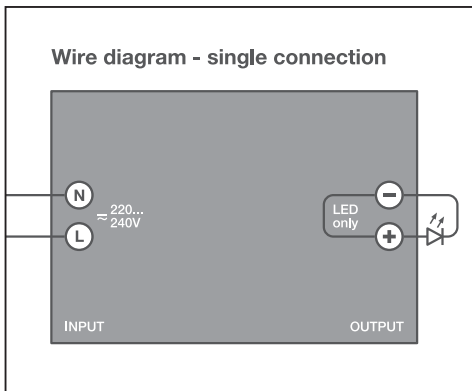 Wire diagram - single connection
N
L
≂ 220...
240V
LED
only
−
+
INPUT
OUTPUT